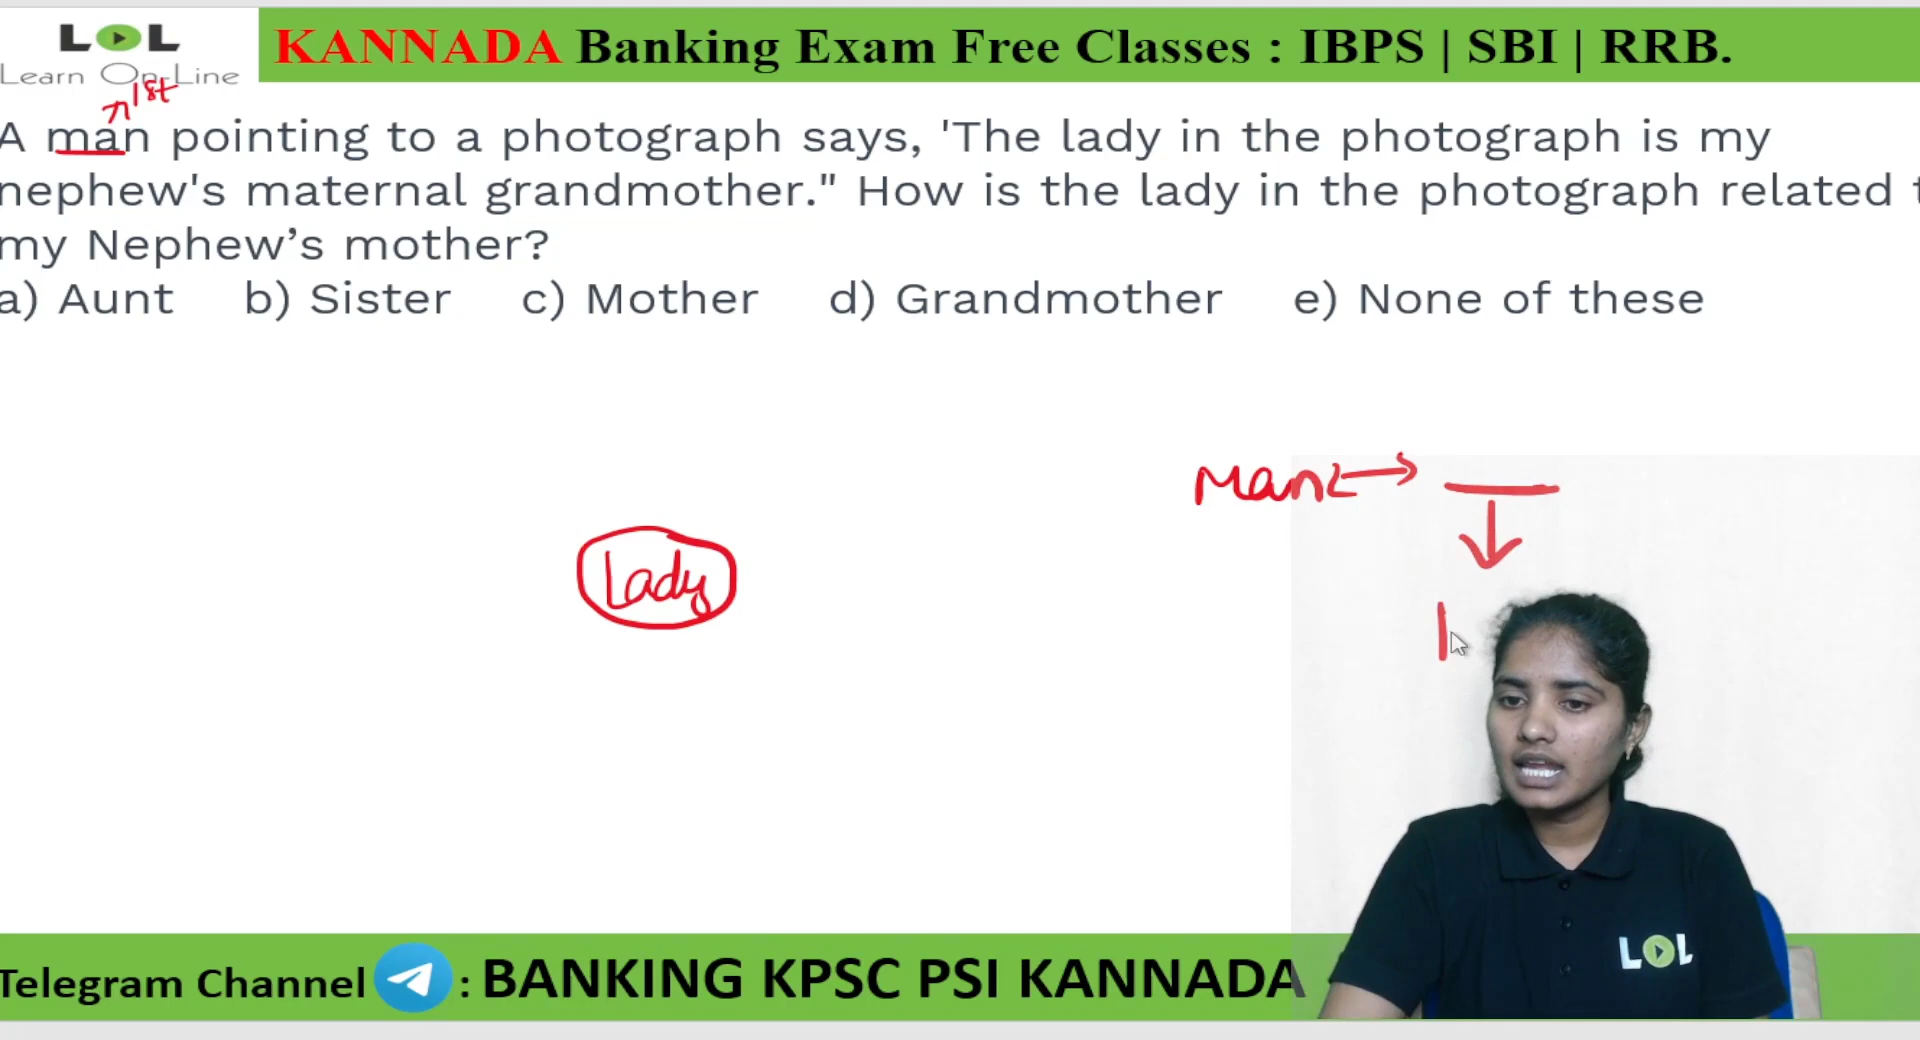 LOL
KANNADA Banking Exam Free Classes : IBPS | SBI | RRB.
Learn On-Line
1st
A man pointing to a photograph says, 'The lady in the photograph is my
nephew's maternal grandmother." How is the lady in the photograph related t
my Nephew’s mother?
a) Aunt b) Sister c) Mother d) Grandmother e) None of these
Man
Lady
LOL
Telegram Channel : BANKING KPSC PSI KANNADA